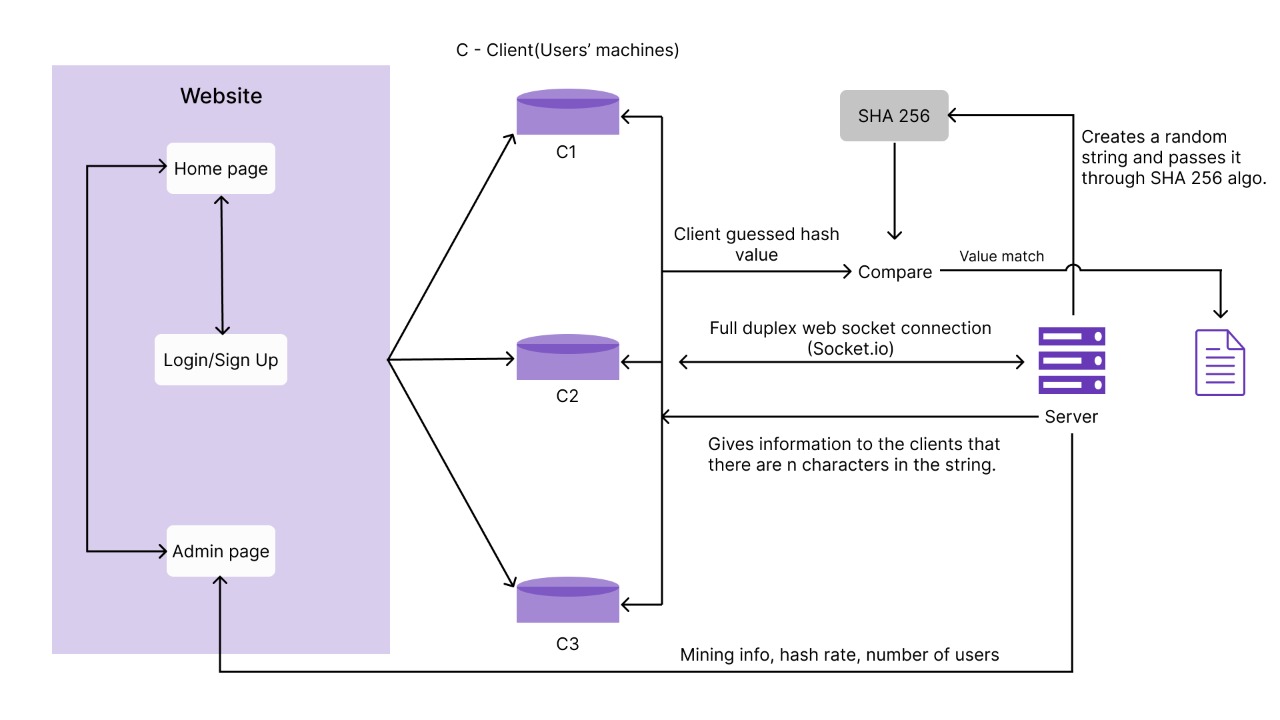 C - Client(Users’ machines)
Website
Home page
Login/Sign Up
Admin page
C1
C2
C3
SHA 256
Creates a random
string and passes it
through SHA 256 algo.
Client guessed hash
value
Compare
Value match
Full duplex web socket connection
(Socket.io)
Server
Gives information to the clients that
there are n characters in the string.
Mining info, hash rate, number of users